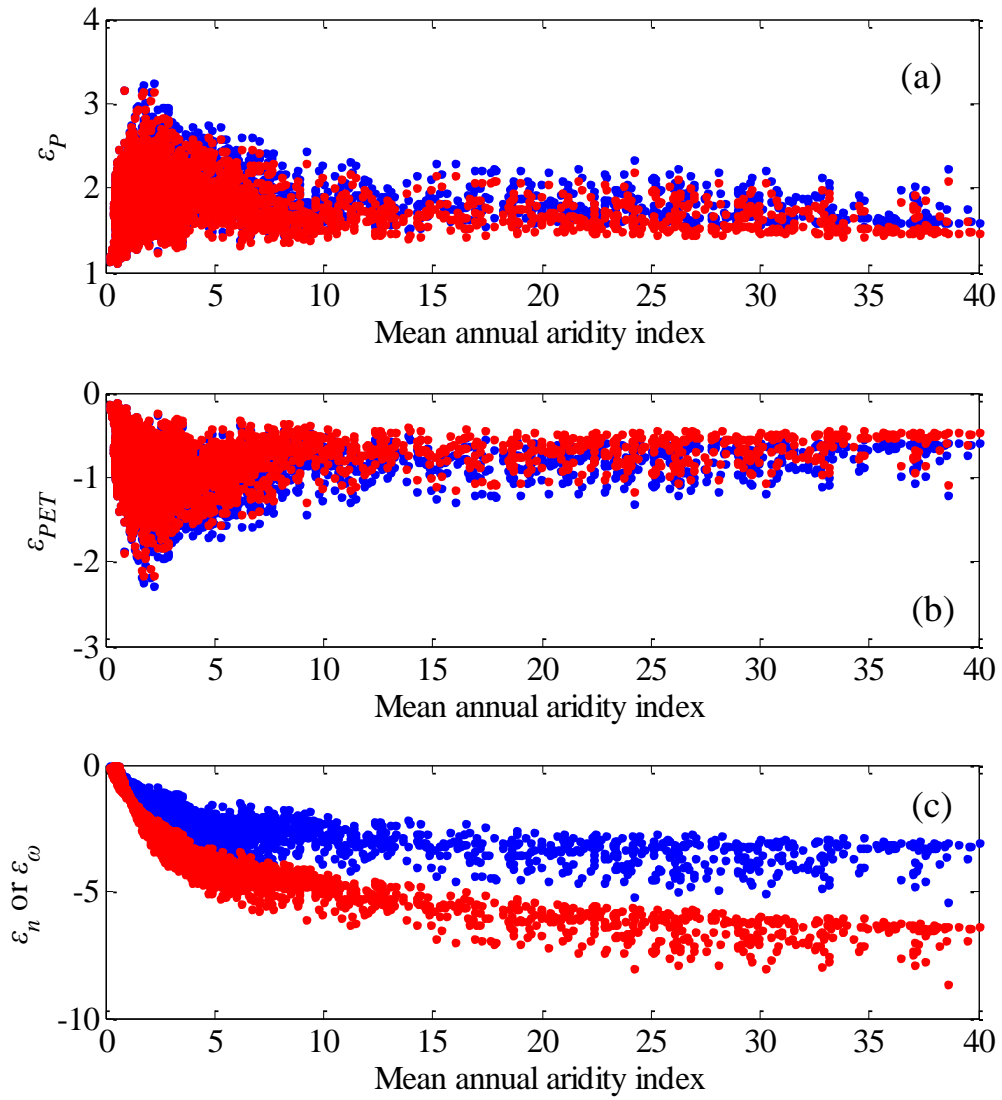 4
3
2
1
ε_P
(a)
0 5 10 15 20 25 30 35 40
Mean annual aridity index
0
-1
-2
-3
ε_PET
(b)
0 5 10 15 20 25 30 35 40
Mean annual aridity index
0
-5
-10
ε_n or ε_ω
(c)
0 5 10 15 20 25 30 35 40
Mean annual aridity index